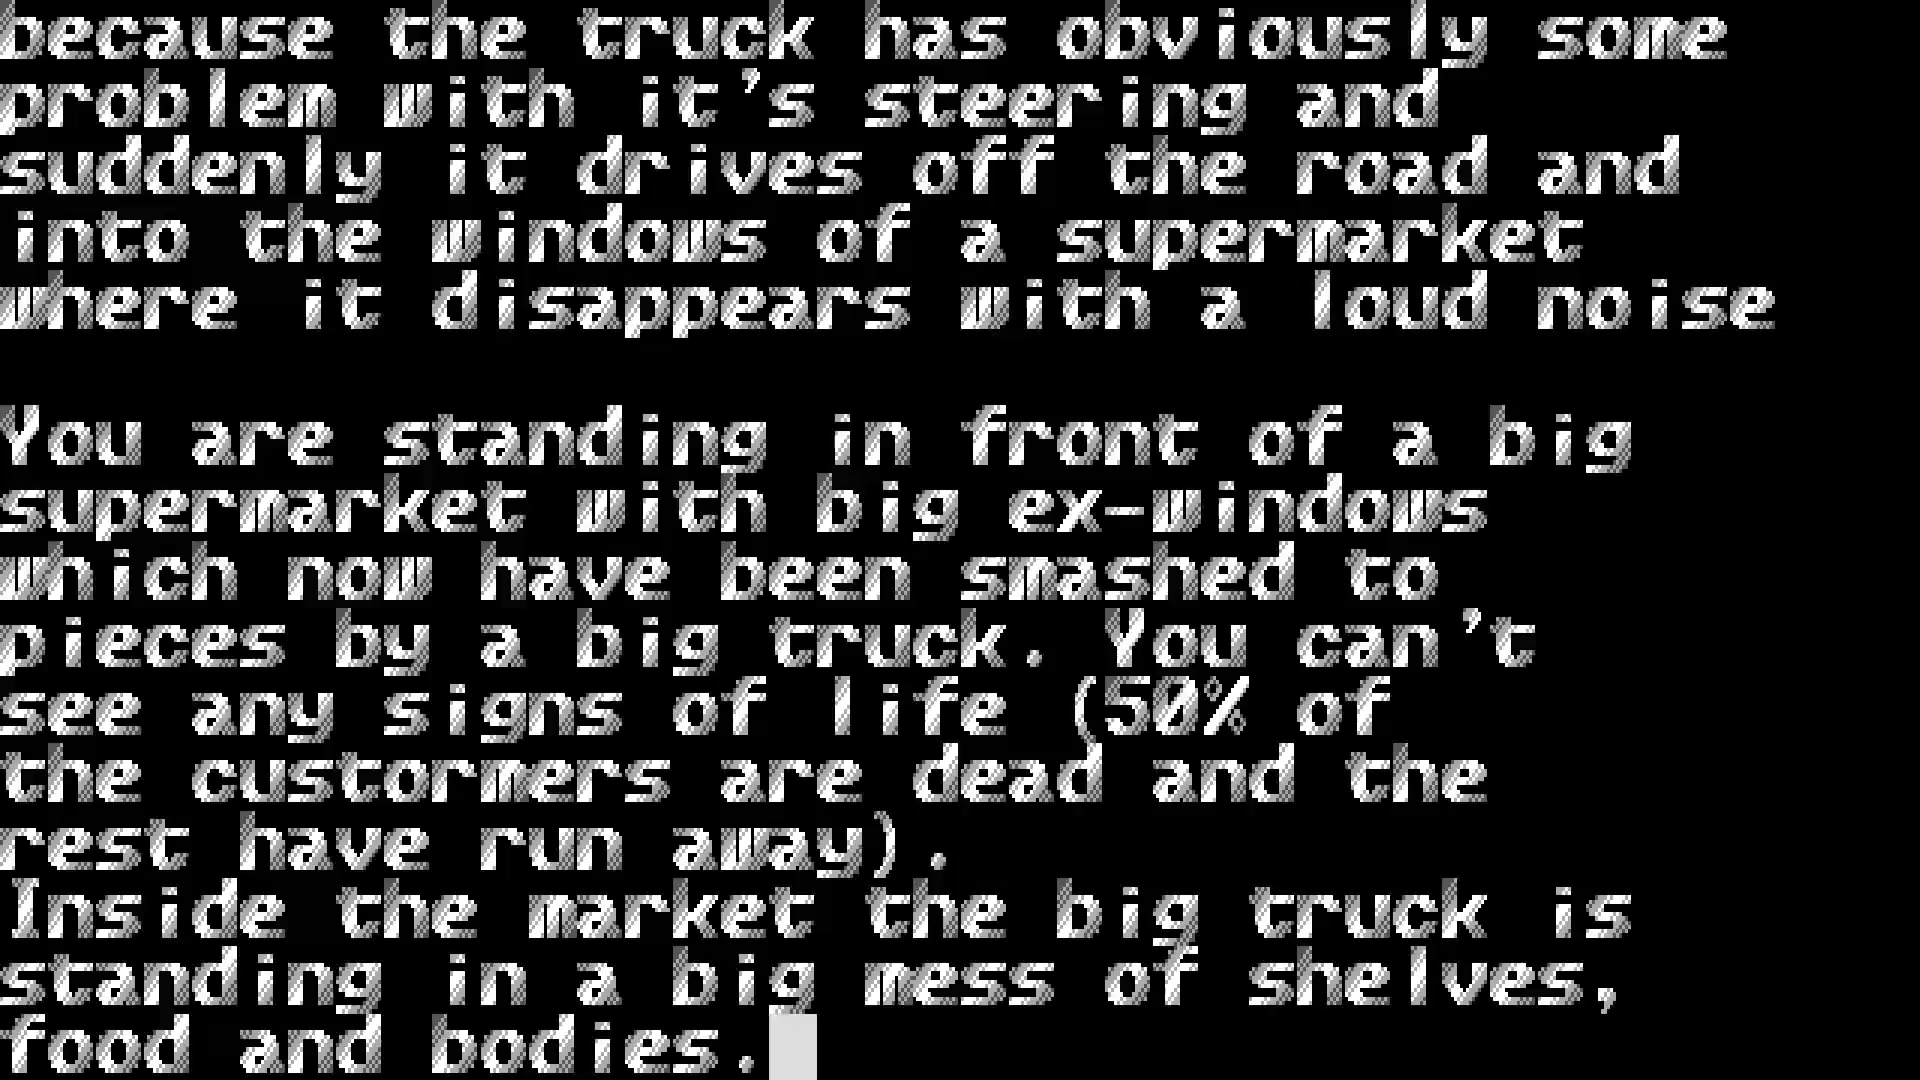 because the truck has obviously some
problem with it's steering and
suddenly it drives off the road and
into the windows of a supermarket
where it disappears with a loud noise
You are standing in front of a big
supermarket with big ex-windows
which now have been smashed to
pieces by a big truck. You can't
see any signs of life (50% of
the custormers are dead and the
rest have run away).
Inside the market the big truck is
standing in a big mess of shelves,
food and bodies.